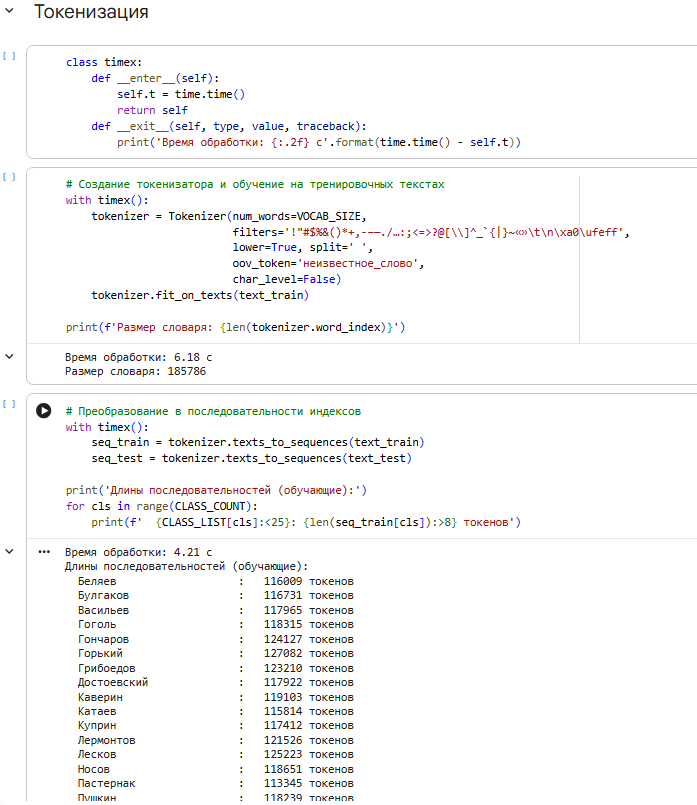 Токенизация
[ ]
class timex:
    def __enter__(self):
        self.t = time.time()
        return self
    def __exit__(self, type, value, traceback):
        print('Время обработки: {:.2f} с'.format(time.time() - self.t))
[ ]
# Создание токенизатора и обучение на тренировочных текстах
with timex():
    tokenizer = Tokenizer(num_words=VOCAB_SIZE,
                          filters='!"#$%&()*+,-–—./…:;<=>?@[\\]^_`{|}~«»\t\n\xa0\ufeff',
                          lower=True, split=' ',
                          oov_token='неизвестное_слово',
                          char_level=False)
    tokenizer.fit_on_texts(text_train)
print(f'Размер словаря: {len(tokenizer.word_index)}')
Время обработки: 6.18 с
Размер словаря: 185786
[ ]
# Преобразование в последовательности индексов
with timex():
    seq_train = tokenizer.texts_to_sequences(text_train)
    seq_test = tokenizer.texts_to_sequences(text_test)
print('Длины последовательностей (обучающие):')
for cls in range(CLASS_COUNT):
    print(f'  {CLASS_LIST[cls]:<25}: {len(seq_train[cls]):>8} токенов')
Время обработки: 4.21 с
Длины последовательностей (обучающие):
  Беляев                   :   116009 токенов
  Булгаков                 :   116731 токенов
  Васильев                 :   117965 токенов
  Гоголь                   :   118315 токенов
  Гончаров                 :   124127 токенов
  Горький                  :   127082 токенов
  Грибоедов                :   123210 токенов
  Достоевский              :   117922 токенов
  Каверин                  :   119103 токенов
  Катаев                   :   115814 токенов
  Куприн                   :   117412 токенов
  Лермонтов                :   121526 токенов
  Лесков                   :   125223 токенов
  Носов                    :   118651 токенов
  Пастернак                :   113345 токенов
  Пушкин                   :   118239 токенов